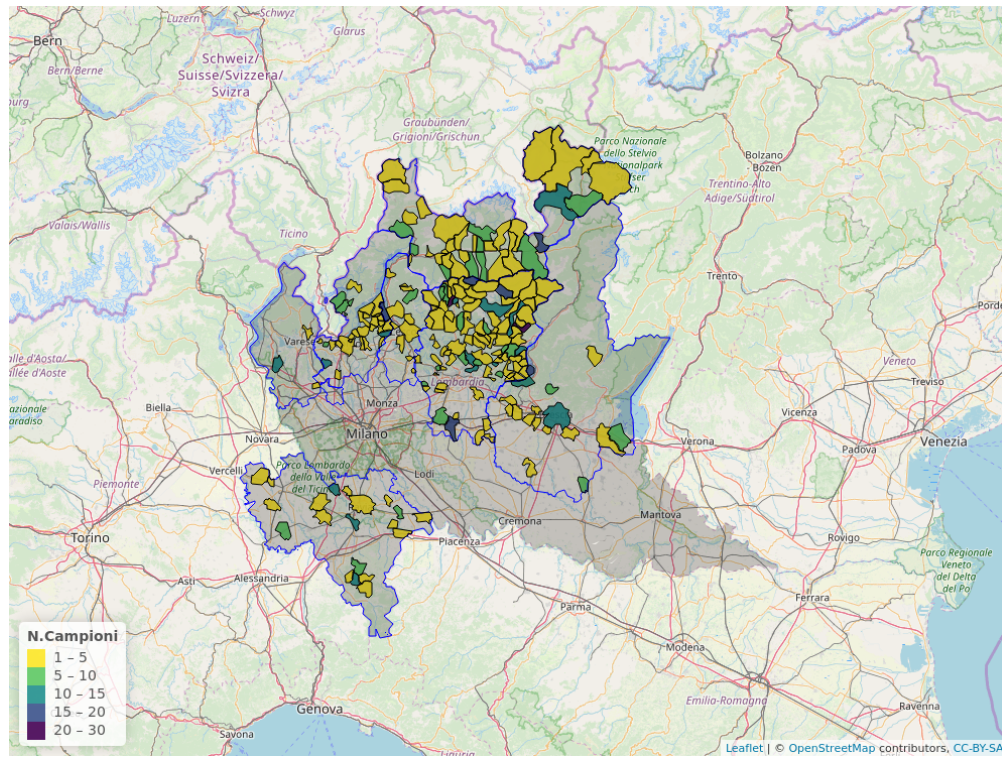 Luzern
Schwyz
Glarus
Bern
Bern/Berne
Schweiz/
Suisse/Svizzera/
Svizra
Graubünden/
Grigioni/Grischun
Parco Nazionale
dello Stelvio
Bolzano
- Bozen
Trentino-Alto
Adige/Südtirol
Valais/Wallis
Ticino
Trento
Varese
Lombardia
Monza
Biella
Milano
Novara
Vercelli
Parco Lombardo
della Valle
del Ticino
Lodi
Piemonte
Torino
Veneto
Treviso
Vicenza
Verona
Padova
Venezia
Cremona
Mantova
Rovigo
Piacenza
Asti
Alessandria
Parco Regionale
Veneto
del Delta
del Po
Parma
Ferrara
Modena
Emilia-Romagna
Ravenna
Genova
Savona
N.Campioni
1 – 5
5 – 10
10 – 15
15 – 20
20 – 30
Leaflet | © OpenStreetMap contributors, CC-BY-SA